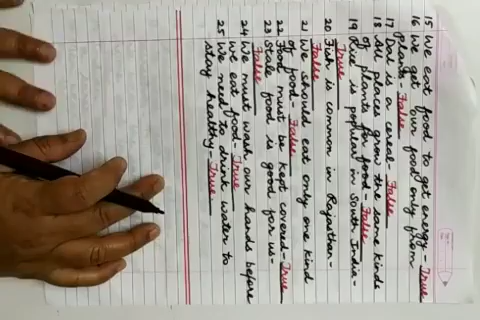 15 We eat food to get energy - True
16 We get our food only from
plants - False
17 Dal is a cereal - False
18 All places grow the same kinds
of plants for food - False
19 Rice is popular in South India -
True
20 Fish is common in Rajasthan -
False
21 We should eat only one kind
of food - False
22 Food must be kept covered - True
23 Stale food is good for us -
False
24 We must wash our hands before
we eat food - True
25 We need to drink water to
stay healthy - True